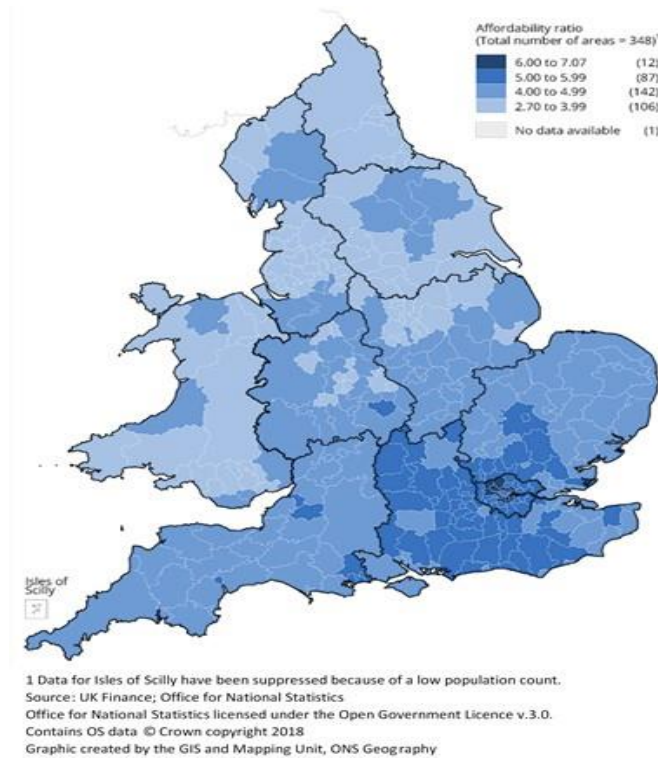 Affordability ratio
(Total number of areas = 348)¹
6.00 to 7.07 (12)
5.00 to 5.99 (87)
4.00 to 4.99 (142)
2.70 to 3.99 (106)
No data available (1)
Isles of
Scilly
1 Data for Isles of Scilly have been suppressed because of a low population count.
Source: UK Finance; Office for National Statistics
Office for National Statistics licensed under the Open Government Licence v.3.0.
Contains OS data © Crown copyright 2018
Graphic created by the GIS and Mapping Unit, ONS Geography